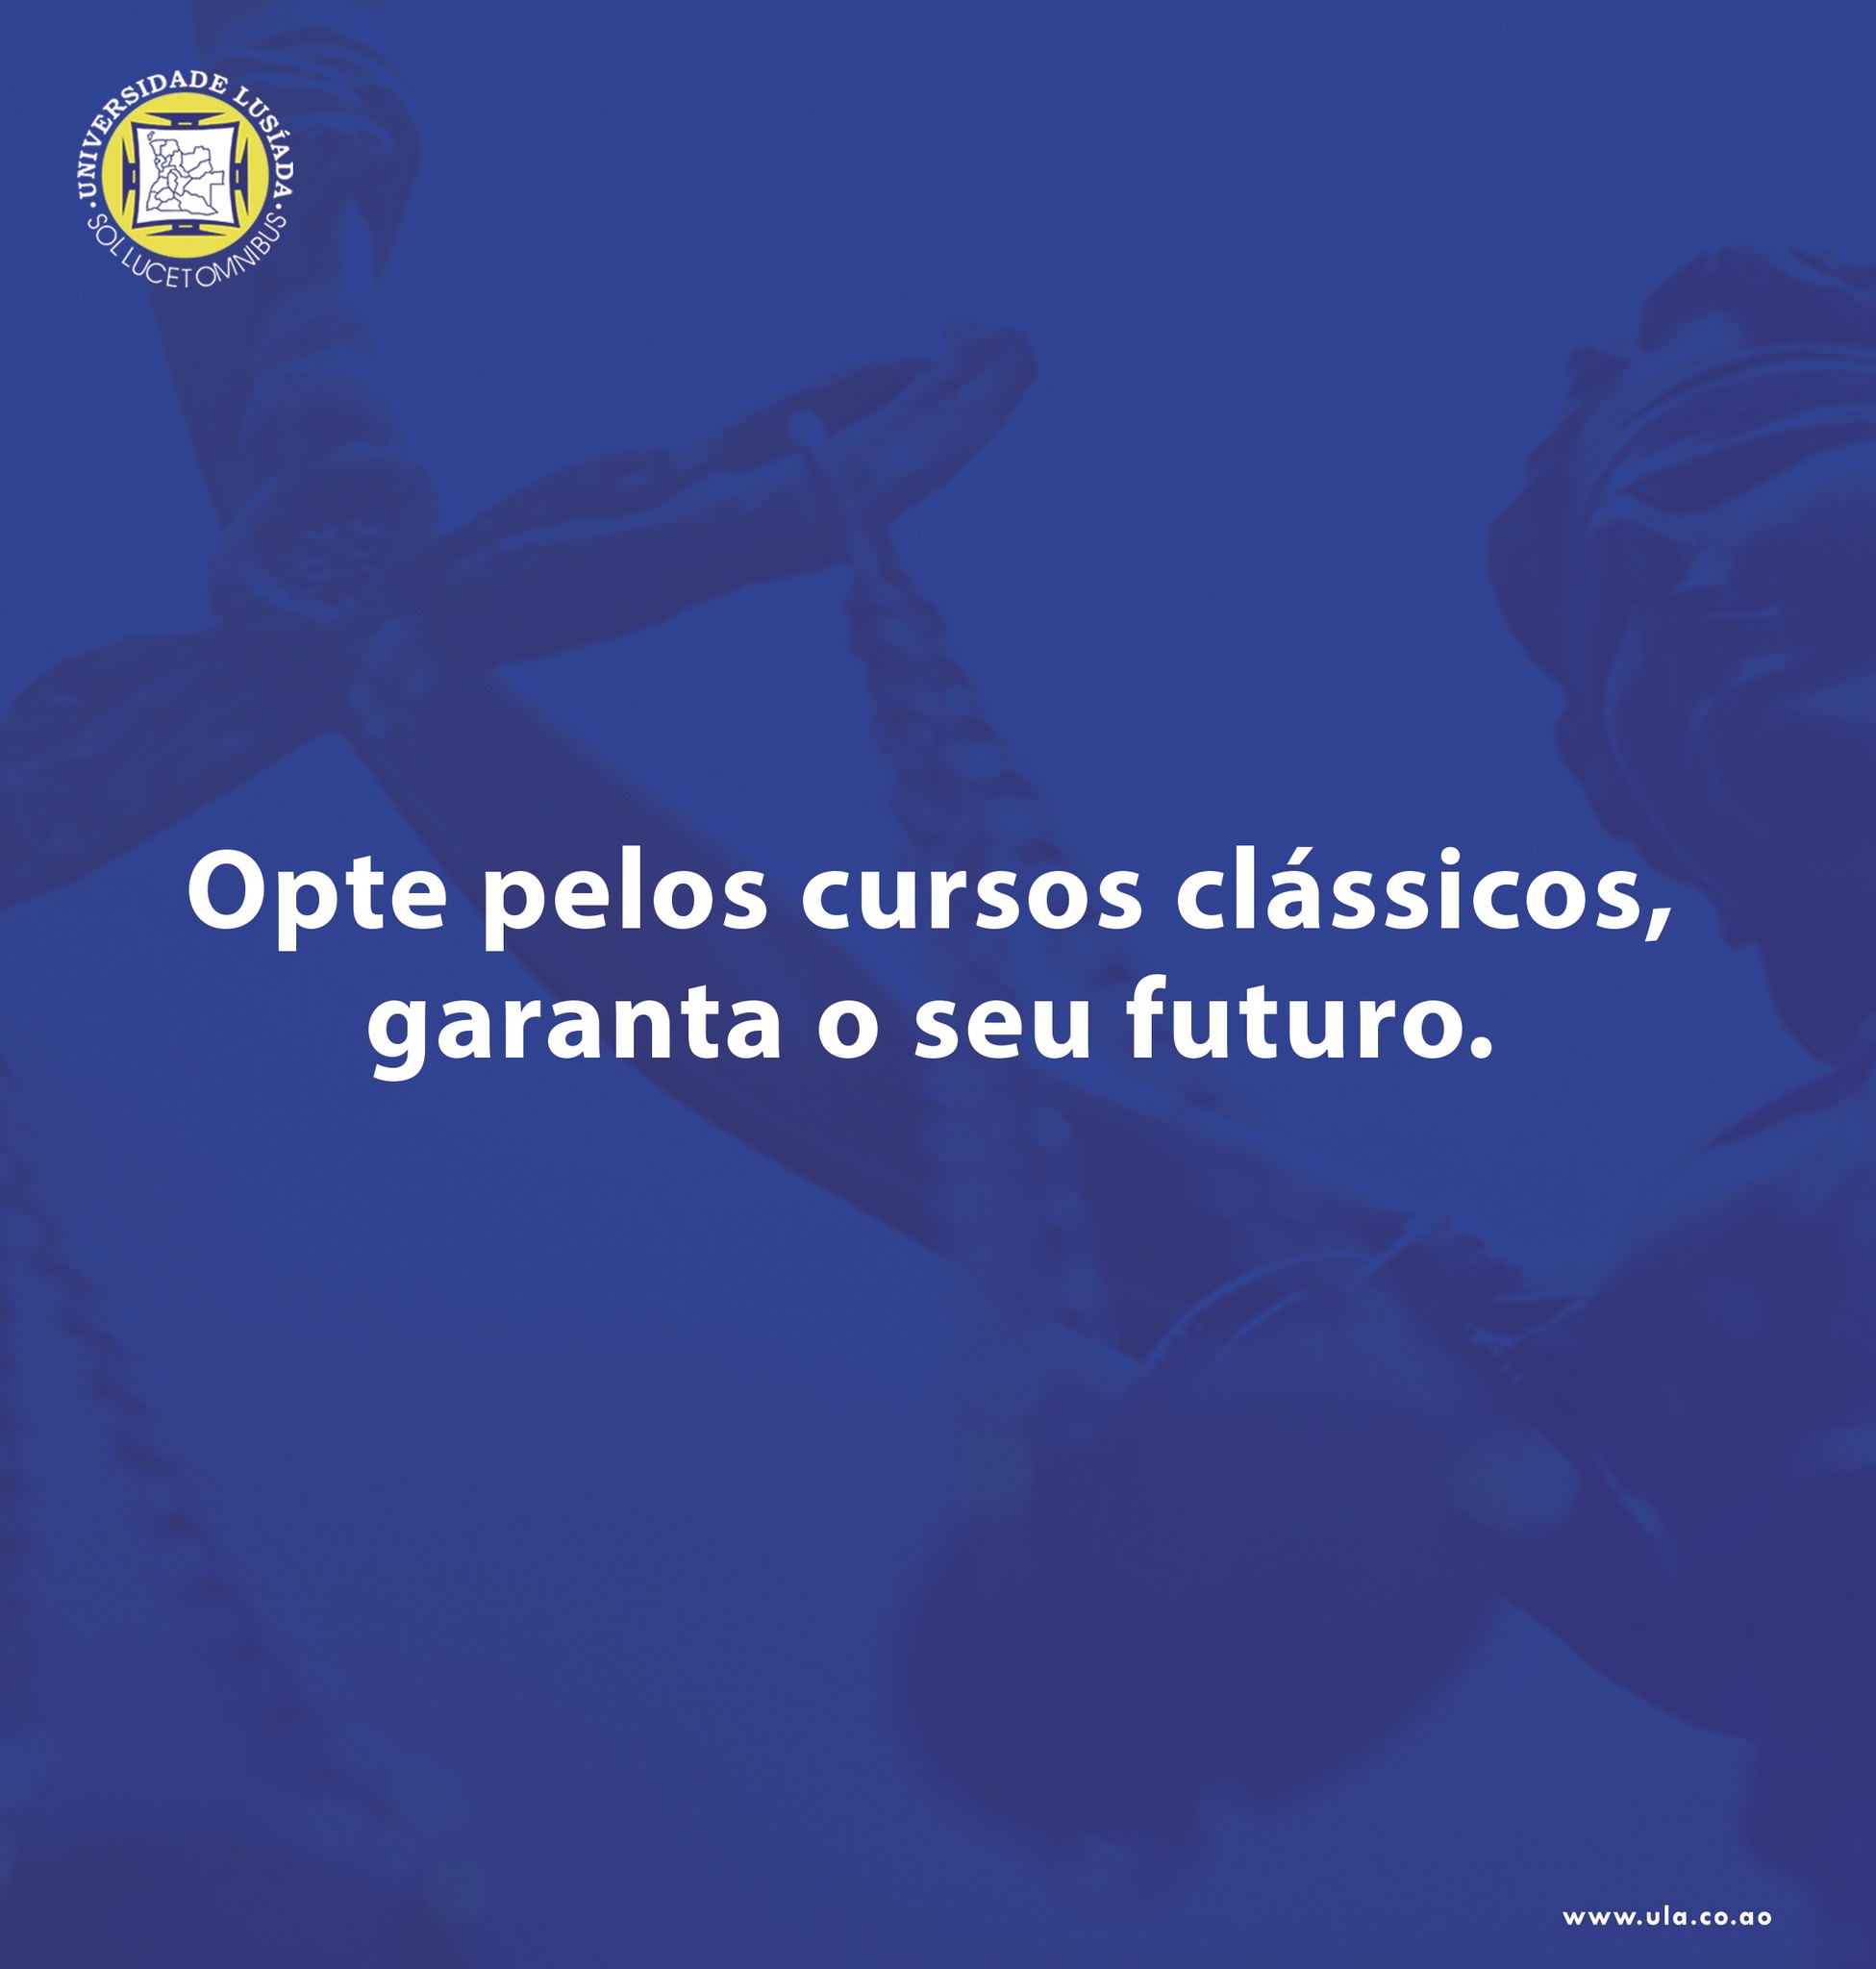 ·UNIVERSIDADE LUSÍADA·
SOL LUCET OMNIBUS
Opte pelos cursos clássicos,
garanta o seu futuro.
www.ula.co.ao